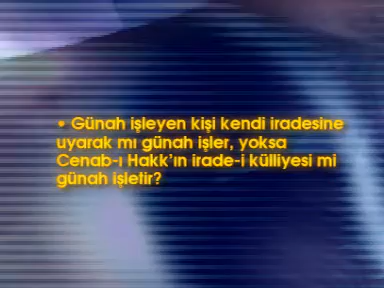 • Günah işleyen kişi kendi iradesine
uyarak mı günah işler, yoksa
Cenab-ı Hakk'ın irade-i külliyesi mi
günah işletir?